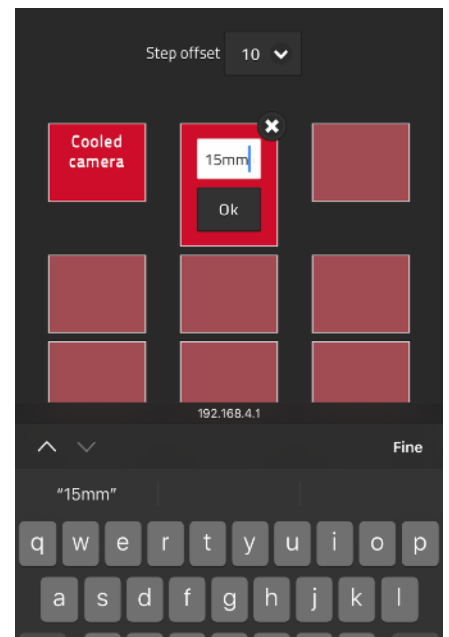 Step offset 10
Cooled
camera
15mm
Ok
192.168.4.1
Fine
"15mm"
q w e r t y u i o p
a s d f g h j k l